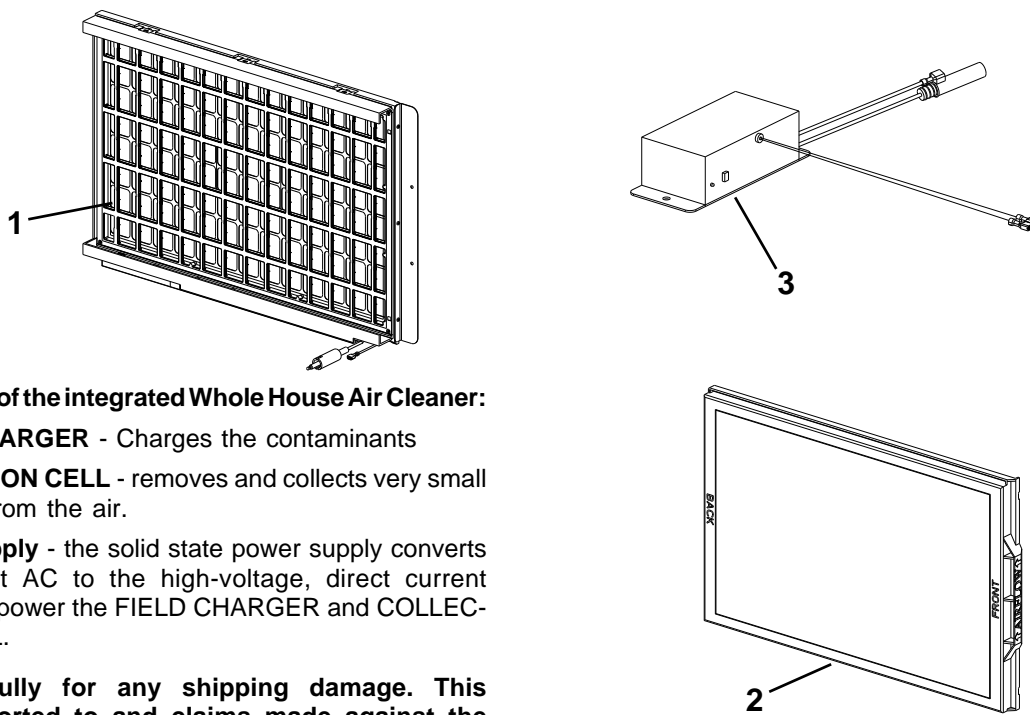 1
3
of the integrated Whole House Air Cleaner:
ARGER - Charges the contaminants
ON CELL - removes and collects very small
rom the air.
pply - the solid state power supply converts
t AC to the high-voltage, direct current
power the FIELD CHARGER and COLLEC-
BACK
FRONT
AIRFLOW
ully for any shipping damage. This
orted to and claims made against the
2